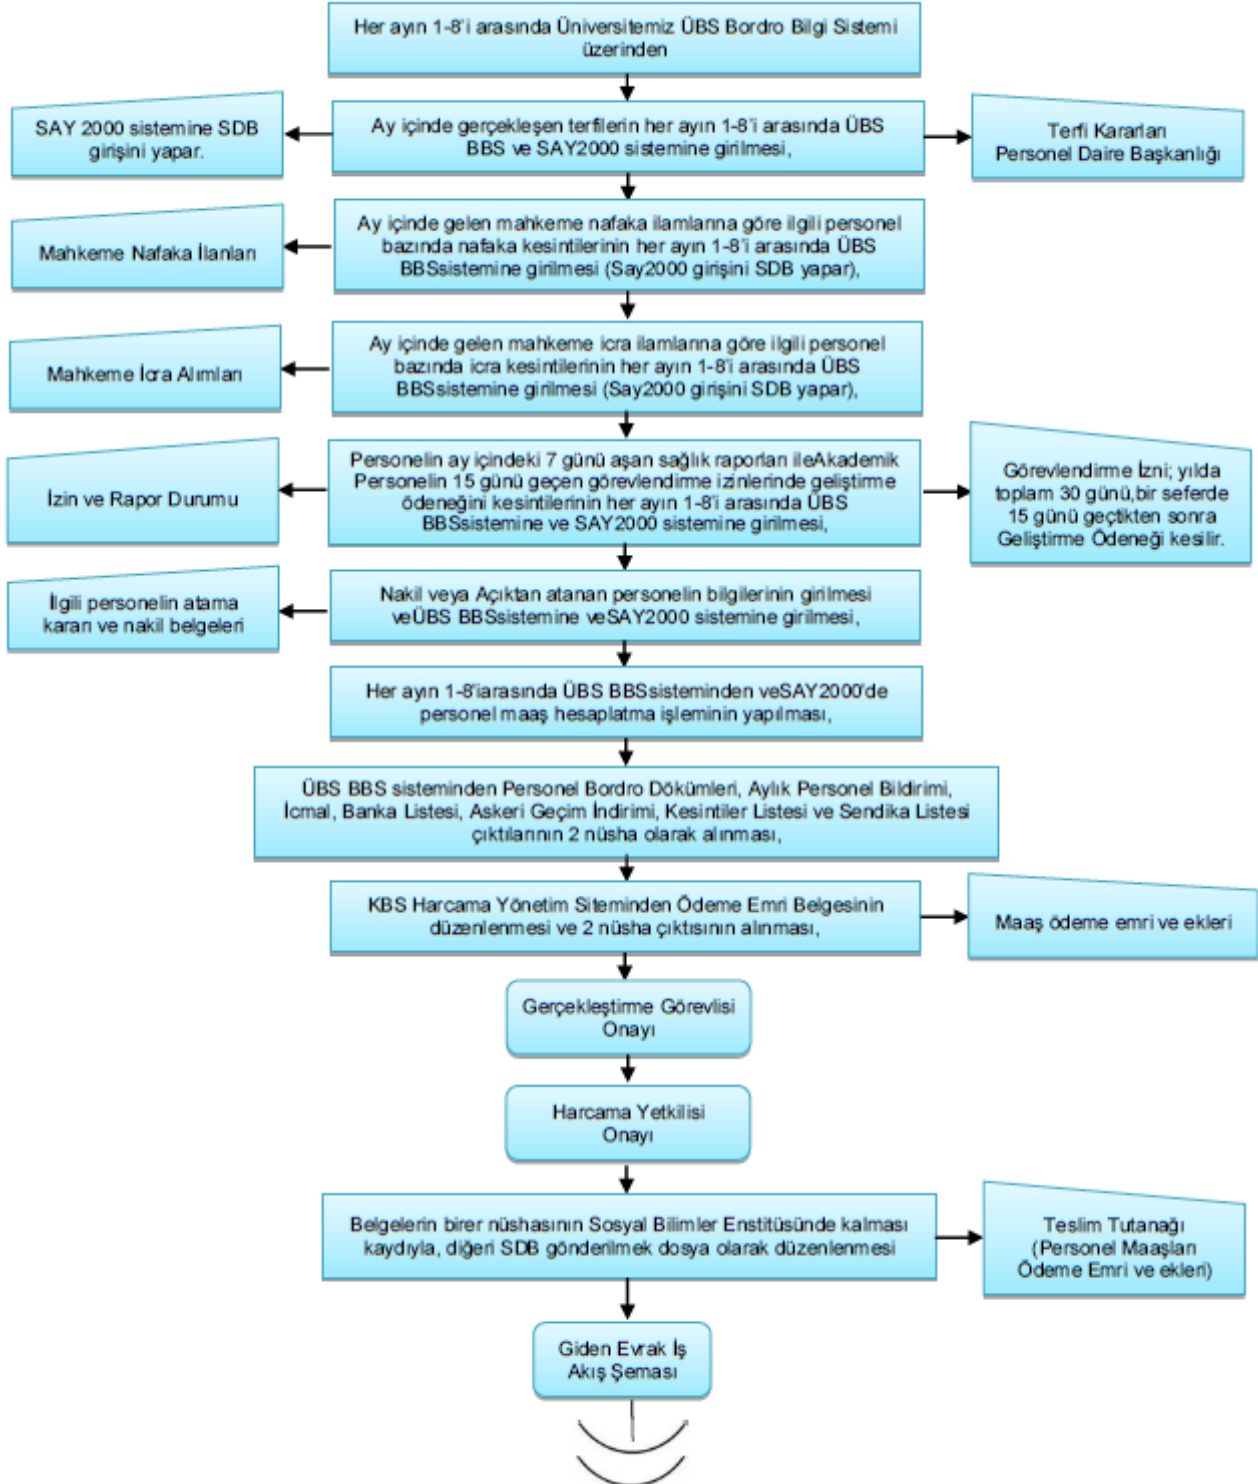 Her ayın 1-8'i arasında Üniversitemiz ÜBS Bordro Bilgi Sistemi
üzerinden
SAY 2000 sistemine SDB
girişini yapar.
Ay içinde gerçekleşen terfilerin her ayın 1-8'i arasında ÜBS
BBS ve SAY2000 sistemine girilmesi,
Terfi Kararları
Personel Daire Başkanlığı
Mahkeme Nafaka İlanları
Ay içinde gelen mahkeme nafaka ilamlarına göre ilgili personel
bazında nafaka kesintilerinin her ayın 1-8'i arasında ÜBS
BBSsistemine girilmesi (Say2000 girişini SDB yapar),
Mahkeme İcra Alımları
Ay içinde gelen mahkeme icra ilamlarına göre ilgili personel
bazında icra kesintilerinin her ayın 1-8'i arasında ÜBS
BBSsistemine girilmesi (Say2000 girişini SDB yapar),
İzin ve Rapor Durumu
Personelin ay içindeki 7 günü aşan sağlık raporları ileAkademik
Personelin 15 günü geçen görevlendirme izinlerinde geliştirme
ödeneğini kesintilerinin her ayın 1-8'i arasında ÜBS
BBSsistemine ve SAY2000 sistemine girilmesi,
Görevlendirme İzni; yılda
toplam 30 günü,bir seferde
15 günü geçtikten sonra
Geliştirme Ödeneği kesilir.
İlgili personelin atama
kararı ve nakil belgeleri
Nakil veya Açıktan atanan personelin bilgilerinin girilmesi
veÜBS BBSsistemine veSAY2000 sistemine girilmesi,
Her ayın 1-8'iarasında ÜBS BBSsisteminden veSAY2000'de
personel maaş hesaplatma işleminin yapılması,
ÜBS BBS sisteminden Personel Bordro Dökümleri, Aylık Personel Bildirimi,
İcmal, Banka Listesi, Askeri Geçim İndirimi, Kesintiler Listesi ve Sendika Listesi
çıktılarının 2 nüsha olarak alınması,
KBS Harcama Yönetim Siteminden Ödeme Emri Belgesinin
düzenlenmesi ve 2 nüsha çıktısının alınması,
Maaş ödeme emri ve ekleri
Gerçekleştirme Görevlisi
Onayı
Harcama Yetkilisi
Onayı
Belgelerin birer nüshasının Sosyal Bilimler Enstitüsünde kalması
kaydıyla, diğeri SDB gönderilmek dosya olarak düzenlenmesi
Teslim Tutanağı
(Personel Maaşları
Ödeme Emri ve ekleri)
Giden Evrak İş
Akış Şeması